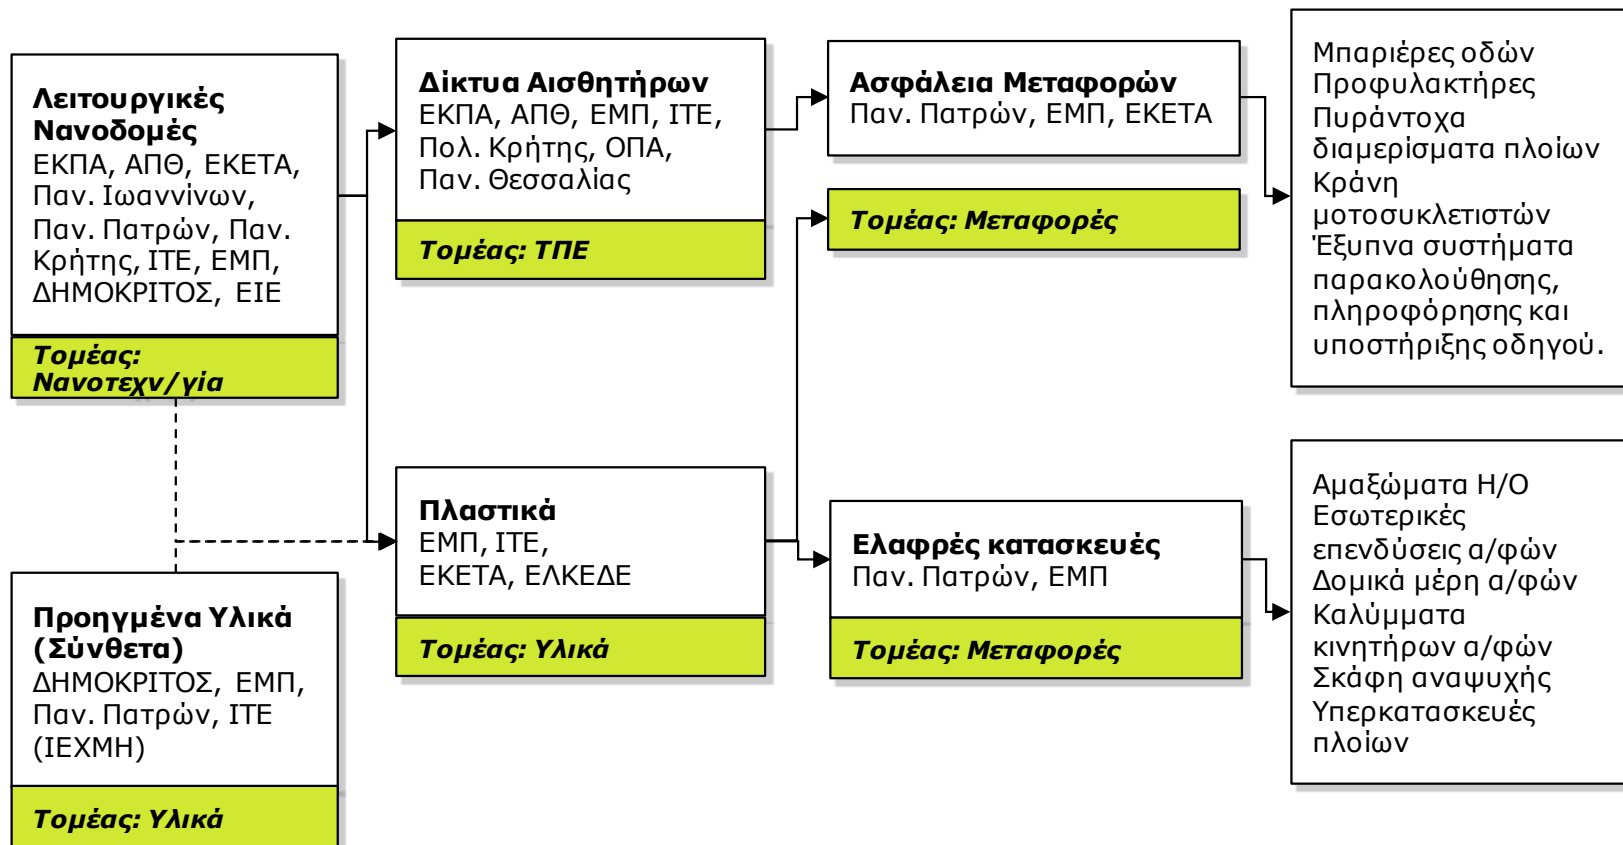 Λειτουργικές
Νανοδομές
ΕΚΠΑ, ΑΠΘ, ΕΚΕΤΑ,
Παν. Ιωαννίνων,
Παν. Πατρών, Παν.
Κρήτης, ΙΤΕ, ΕΜΠ,
ΔΗΜΟΚΡΙΤΟΣ, ΕΙΕ
Τομέας:
Νανοτεχν/γία
Προηγμένα Υλικά
(Σύνθετα)
ΔΗΜΟΚΡΙΤΟΣ, ΕΜΠ,
Παν. Πατρών, ΙΤΕ
(ΙΕΧΜΗ)
Τομέας: Υλικά
Δίκτυα Αισθητήρων
ΕΚΠΑ, ΑΠΘ, ΕΜΠ, ΙΤΕ,
Πολ. Κρήτης, ΟΠΑ,
Παν. Θεσσαλίας
Τομέας: ΤΠΕ
Πλαστικά
ΕΜΠ, ΙΤΕ,
ΕΚΕΤΑ, ΕΛΚΕΔΕ
Τομέας: Υλικά
Ασφάλεια Μεταφορών
Παν. Πατρών, ΕΜΠ, ΕΚΕΤΑ
Τομέας: Μεταφορές
Ελαφρές κατασκευές
Παν. Πατρών, ΕΜΠ
Τομέας: Μεταφορές
Μπαριέρες οδών
Προφυλακτήρες
Πυράντοχα
διαμερίσματα πλοίων
Κράνη
μοτοσυκλετιστών
Έξυπνα συστήματα
παρακολούθησης,
πληροφόρησης και
υποστήριξης οδηγού.
Αμαξώματα Η/Ο
Εσωτερικές
επενδύσεις α/φών
Δομικά μέρη α/φών
Καλύμματα
κινητήρων α/φών
Σκάφη αναψυχής
Υπερκατασκευές
πλοίων